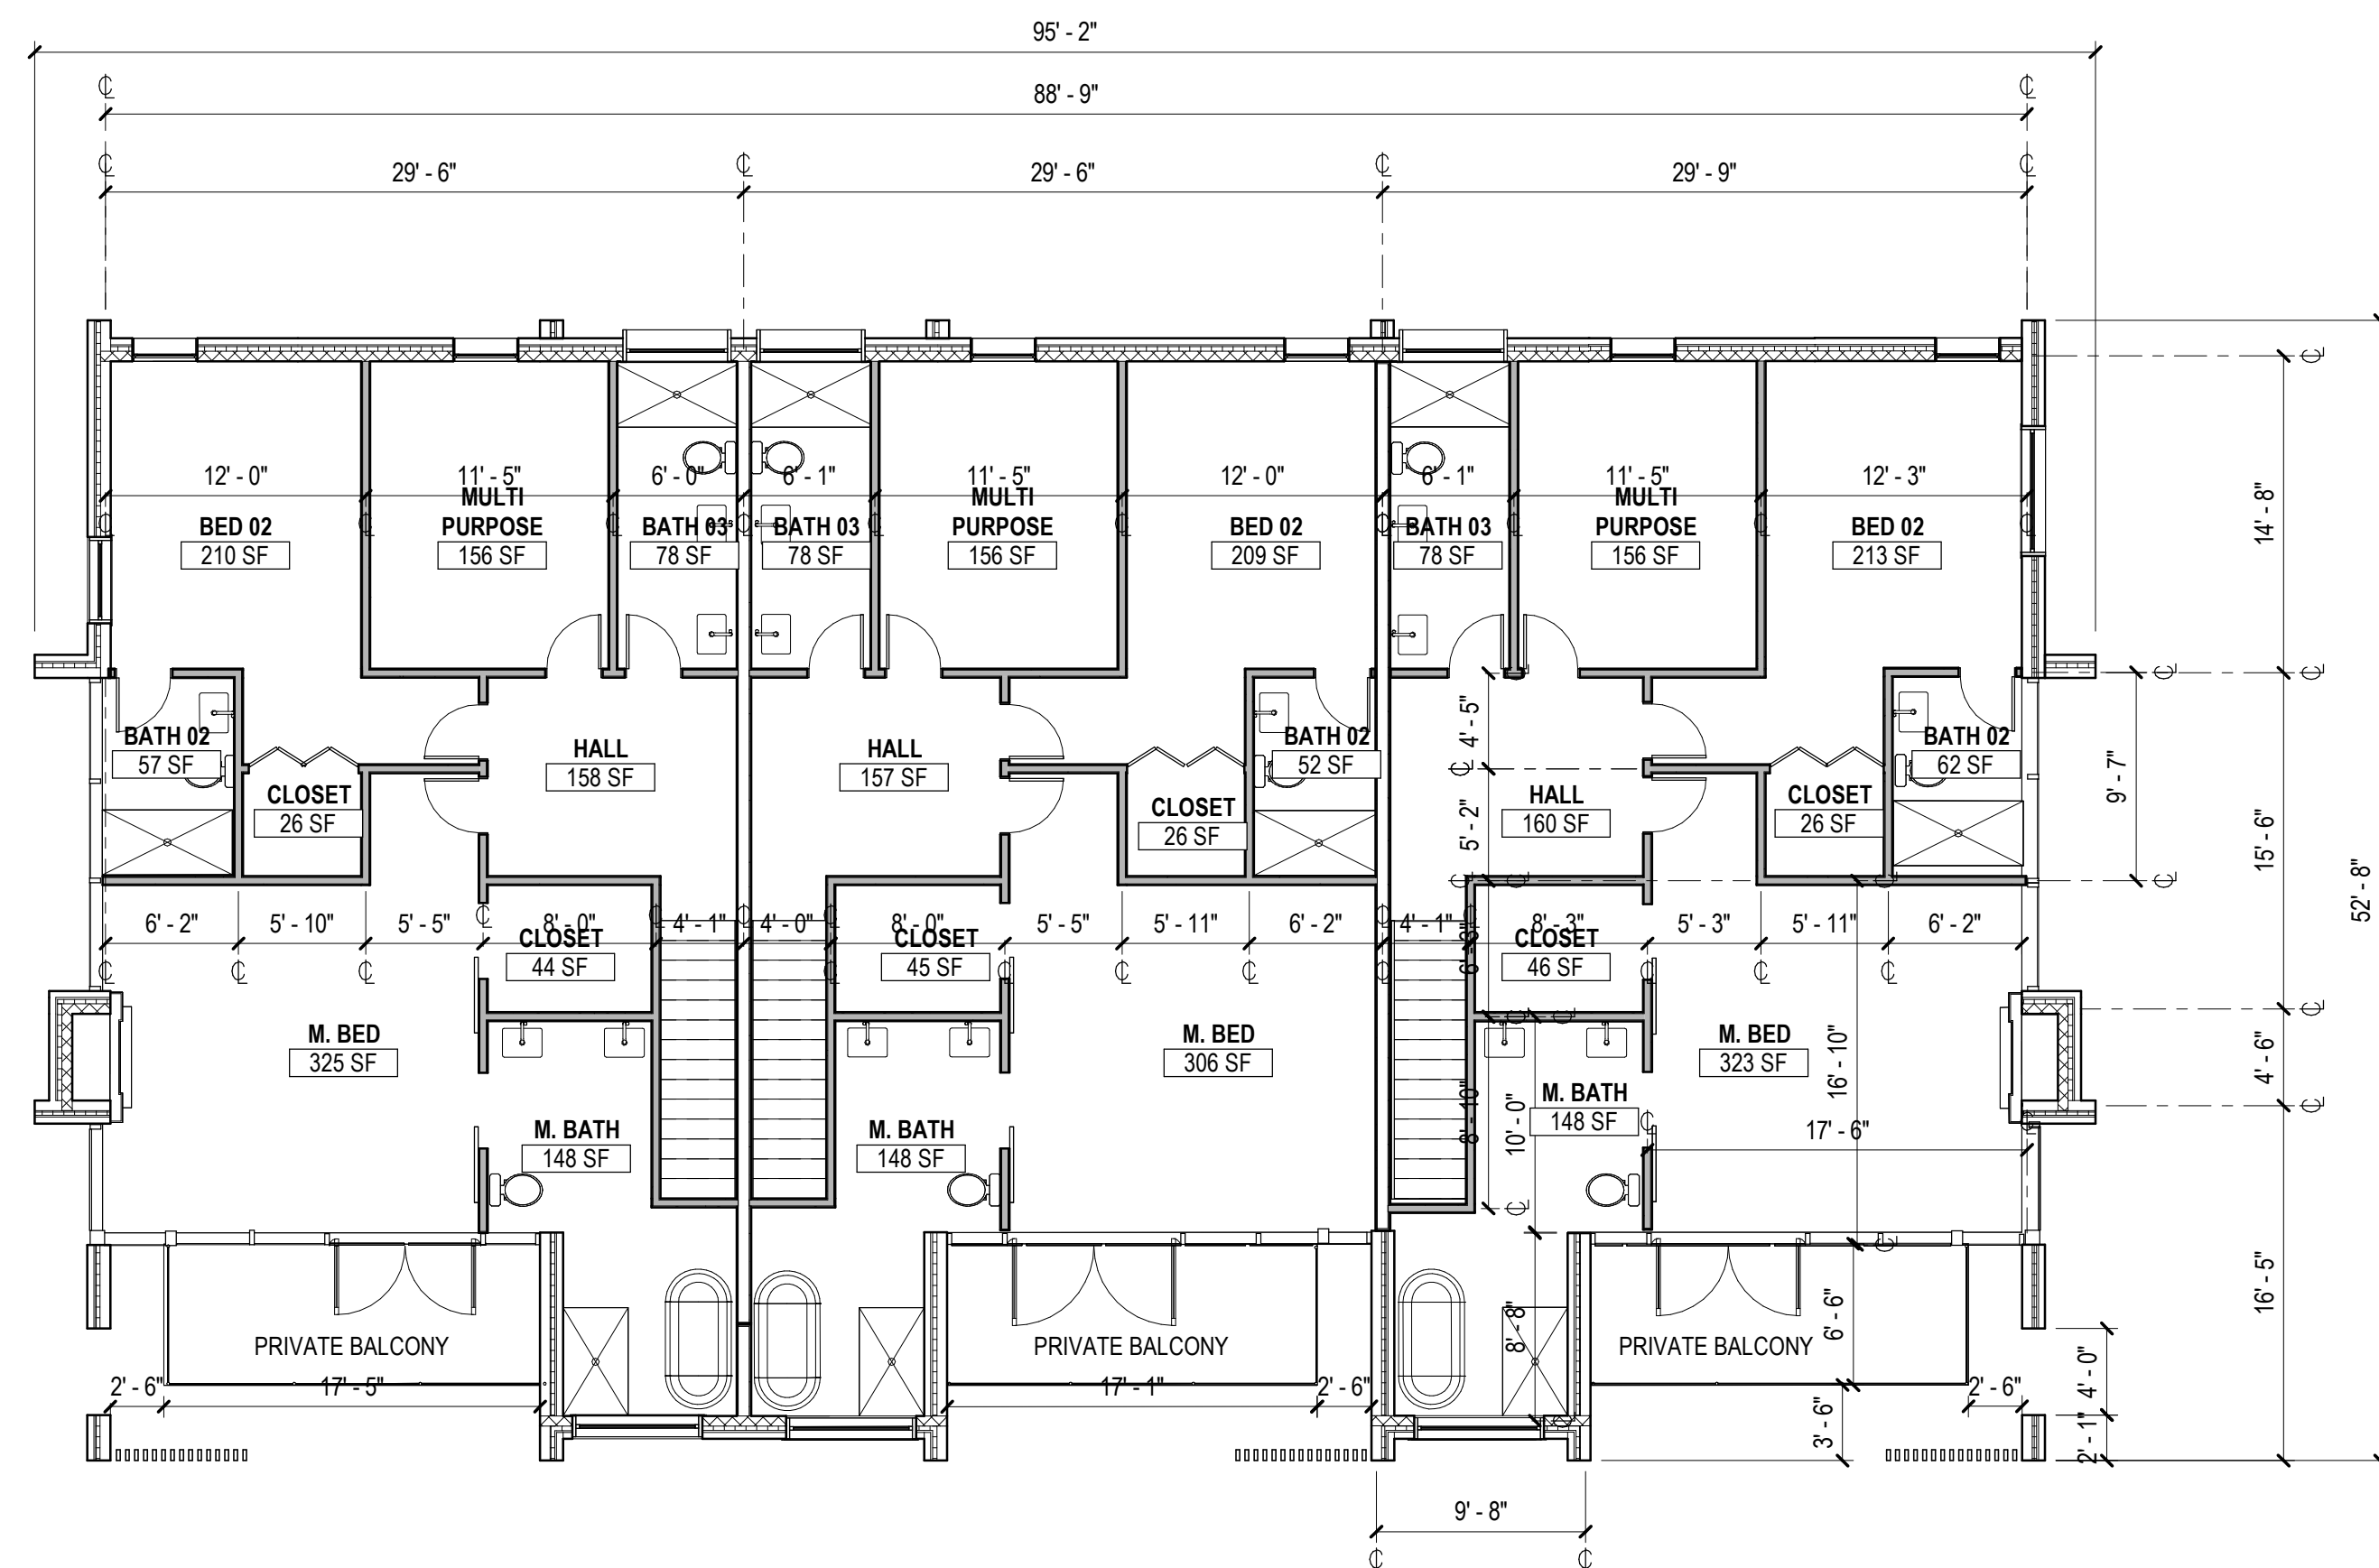 95' - 2"
88' - 9"
29' - 6" 29' - 6" 29' - 9"
12' - 0" 11' - 5" 6' - 0" 6' - 1" 11' - 5" 12' - 0" 6' - 1" 11' - 5" 12' - 3"
MULTI MULTI MULTI
BED 02 PURPOSE BATH 03 BATH 03 PURPOSE BED 02 BATH 03 PURPOSE BED 02
210 SF 156 SF 78 SF 78 SF 156 SF 209 SF 78 SF 156 SF 213 SF
14' - 8"
BATH 02 HALL HALL BATH 02 BATH 02
57 SF 158 SF 157 SF 52 SF 62 SF
4' - 5"
9' - 7"
CLOSET CLOSET HALL CLOSET
26 SF 26 SF 160 SF 26 SF
5' - 2"
15' - 6"
52' - 8"
6' - 2" 5' - 10" 5' - 5" 8' - 0" 4' - 1" 4' - 0" 8' - 0" 5' - 5" 5' - 11" 6' - 2" 4' - 1" 8' - 3" 5' - 3" 5' - 11" 6' - 2"
CLOSET CLOSET CLOSET
44 SF 45 SF 46 SF
6' - 3"
M. BED M. BED M. BED
325 SF 306 SF 323 SF
16' - 10"
4' - 6"
M. BATH M. BATH M. BATH
148 SF 148 SF 148 SF
8' - 10"
10' - 0"
17' - 6"
16' - 5"
PRIVATE BALCONY PRIVATE BALCONY PRIVATE BALCONY
8' - 8"
6' - 6"
2' - 6" 17' - 5" 17' - 1" 2' - 6" 2' - 6"
4' - 0"
3' - 6"
2' - 1"
9' - 8"